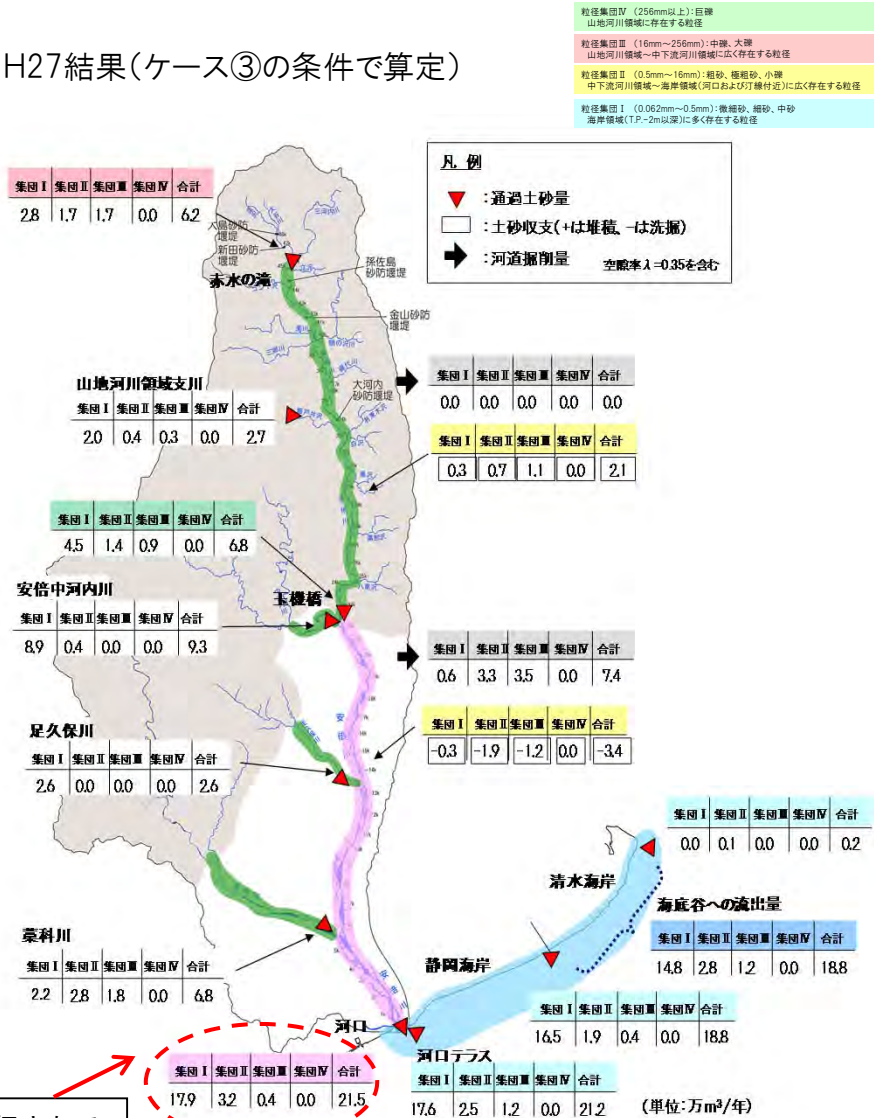 粒径集団Ⅳ (256mm以上):巨礫
山地河川領域に存在する粒径
粒径集団Ⅲ (16mm～256mm):中礫、大礫
山地河川領域～中下流河川領域に広く存在する粒径
粒径集団Ⅱ (0.5mm～16mm):粗砂、極粗砂、小礫
中下流河川領域～海岸領域(河口および汀線付近)に広く存在する粒径
粒径集団Ⅰ (0.062mm～0.5mm):微細砂、細砂、中砂
海岸領域(T.P.-2m以深)に多く存在する粒径
H27結果(ケース③の条件で算定)
凡 例
:通過土砂量
:土砂収支(+は堆積、-は洗掘)
:河道掘削量 空隙率λ=0.35を含む
集団Ⅰ 集団Ⅱ 集団Ⅲ 集団Ⅳ 合計
2.8 1.7 1.7 0.0 6.2
大島砂防
堰堤
新田砂防
堰堤
赤水の滝
孫佐島
砂防堰堤
金山砂防
堰堤
大河内
砂防堰堤
山地河川領域支川
集団Ⅰ 集団Ⅱ 集団Ⅲ 集団Ⅳ 合計
2.0 0.4 0.3 0.0 2.7
集団Ⅰ 集団Ⅱ 集団Ⅲ 集団Ⅳ 合計
0.0 0.0 0.0 0.0 0.0
集団Ⅰ 集団Ⅱ 集団Ⅲ 集団Ⅳ 合計
0.3 0.7 1.1 0.0 2.1
集団Ⅰ 集団Ⅱ 集団Ⅲ 集団Ⅳ 合計
4.5 1.4 0.9 0.0 6.8
玉機橋
安倍中河内川
集団Ⅰ 集団Ⅱ 集団Ⅲ 集団Ⅳ 合計
8.9 0.4 0.0 0.0 9.3
集団Ⅰ 集団Ⅱ 集団Ⅲ 集団Ⅳ 合計
0.6 3.3 3.5 0.0 7.4
集団Ⅰ 集団Ⅱ 集団Ⅲ 集団Ⅳ 合計
-0.3 -1.9 -1.2 0.0 -3.4
足久保川
集団Ⅰ 集団Ⅱ 集団Ⅲ 集団Ⅳ 合計
2.6 0.0 0.0 0.0 2.6
集団Ⅰ 集団Ⅱ 集団Ⅲ 集団Ⅳ 合計
0.0 0.1 0.0 0.0 0.2
清水海岸
海底谷への流出量
集団Ⅰ 集団Ⅱ 集団Ⅲ 集団Ⅳ 合計
14.8 2.8 1.2 0.0 18.8
藁科川
集団Ⅰ 集団Ⅱ 集団Ⅲ 集団Ⅳ 合計
2.2 2.8 1.8 0.0 6.8
静岡海岸
集団Ⅰ 集団Ⅱ 集団Ⅲ 集団Ⅳ 合計
16.5 1.9 0.4 0.0 18.8
河口
集団Ⅰ 集団Ⅱ 集団Ⅲ 集団Ⅳ 合計
17.9 3.2 0.4 0.0 21.5
河口テラス
集団Ⅰ 集団Ⅱ 集団Ⅲ 集団Ⅳ 合計
17.6 2.5 1.2 0.0 21.2
(単位:万m³/年)